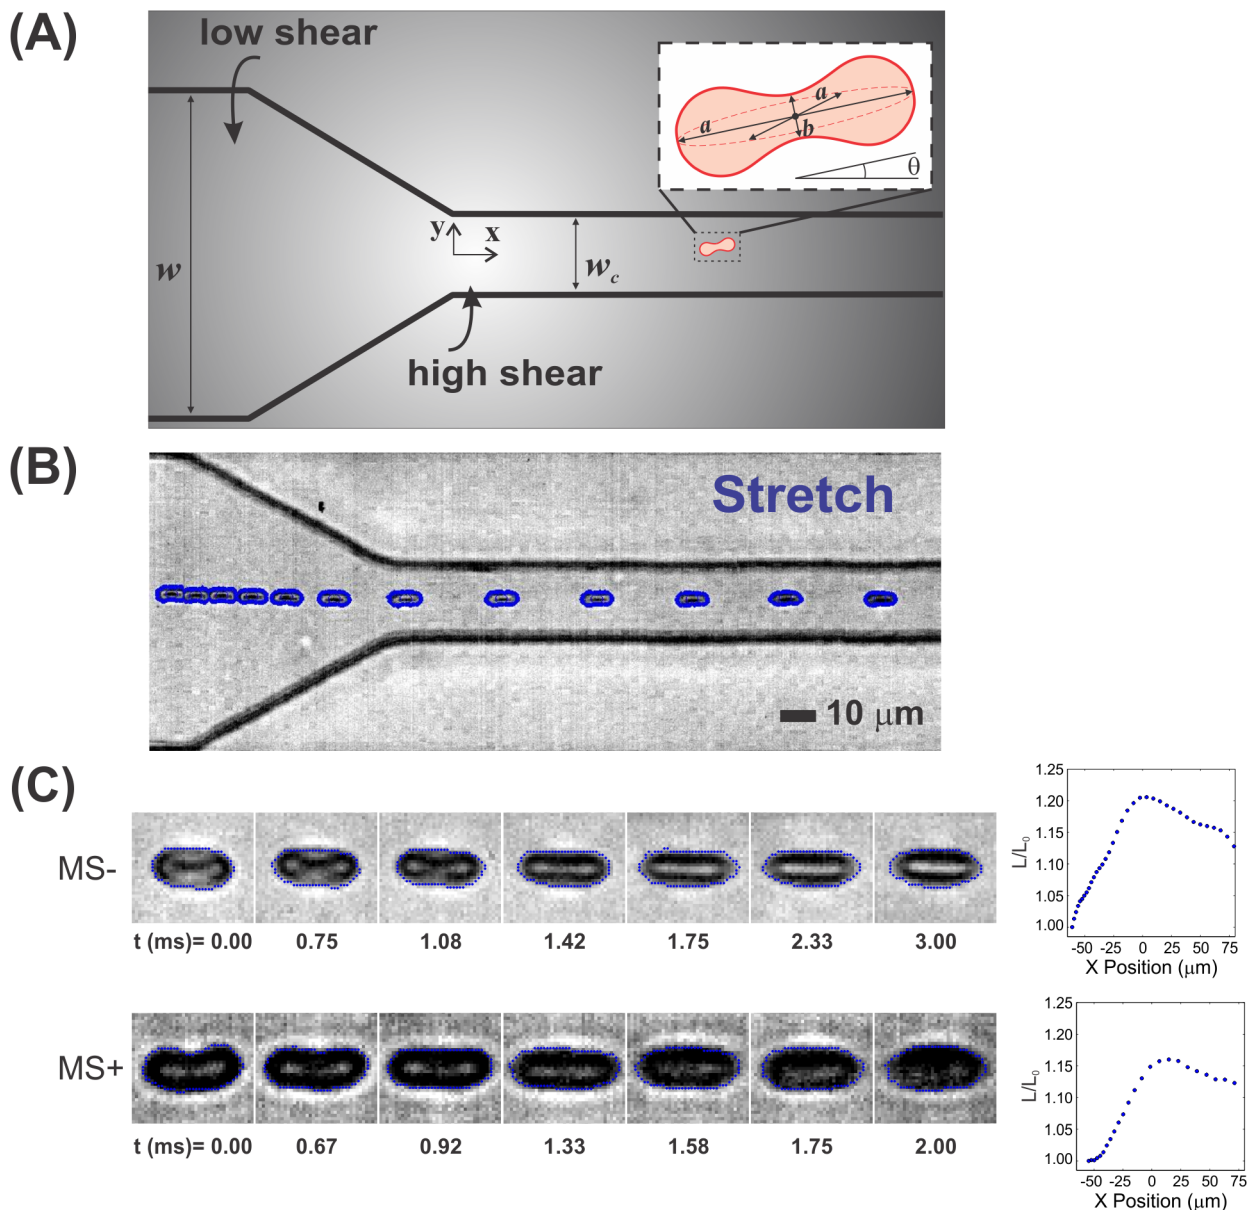 (A)
low shear
w
y
x
w_c
high shear
a
a
b
θ
(B)
Stretch
10 μm
(C)
MS-
t (ms)= 0.00 0.75 1.08 1.42 1.75 2.33 3.00
L/L₀
1.25
1.20
1.15
1.10
1.05
1.00
-50 -25 0 25 50 75
X Position (μm)
MS+
t (ms)= 0.00 0.67 0.92 1.33 1.58 1.75 2.00
L/L₀
1.25
1.20
1.15
1.10
1.05
1.00
-50 -25 0 25 50 75
X Position (μm)